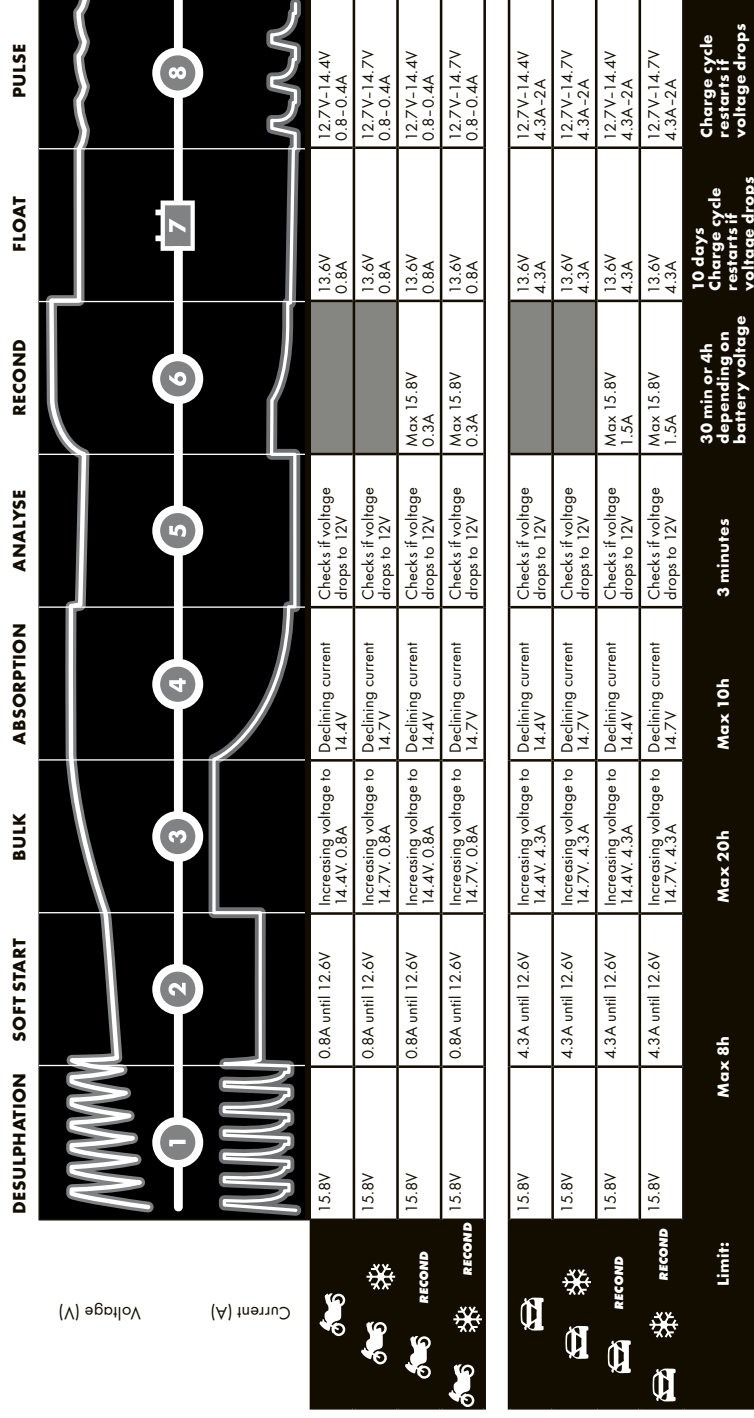 DESULPHATION SOFT START BULK ABSORPTION ANALYSE RECOND FLOAT PULSE
Voltage (V)
1 2 3 4 5 6 7 8
Current (A)
15.8V
0.8A until 12.6V
Increasing voltage to
14.4V. 0.8A
Declining current
14.4V
Checks if voltage
drops to 12V
13.6V
0.8A
12.7V–14.4V
0.8–0.4A
15.8V
0.8A until 12.6V
Increasing voltage to
14.7V. 0.8A
Declining current
14.7V
Checks if voltage
drops to 12V
13.6V
0.8A
12.7V–14.7V
0.8–0.4A
RECOND
15.8V
0.8A until 12.6V
Increasing voltage to
14.4V. 0.8A
Declining current
14.4V
Checks if voltage
drops to 12V
Max 15.8V
0.3A
13.6V
0.8A
12.7V–14.4V
0.8–0.4A
RECOND
15.8V
0.8A until 12.6V
Increasing voltage to
14.7V. 0.8A
Declining current
14.7V
Checks if voltage
drops to 12V
Max 15.8V
0.3A
13.6V
0.8A
12.7V–14.7V
0.8–0.4A
15.8V
4.3A until 12.6V
Increasing voltage to
14.4V. 4.3A
Declining current
14.4V
Checks if voltage
drops to 12V
13.6V
4.3A
12.7V–14.4V
4.3A–2A
15.8V
4.3A until 12.6V
Increasing voltage to
14.7V. 4.3A
Declining current
14.7V
Checks if voltage
drops to 12V
13.6V
4.3A
12.7V–14.7V
4.3A–2A
RECOND
15.8V
4.3A until 12.6V
Increasing voltage to
14.4V. 4.3A
Declining current
14.4V
Checks if voltage
drops to 12V
Max 15.8V
1.5A
13.6V
4.3A
12.7V–14.4V
4.3A–2A
RECOND
15.8V
4.3A until 12.6V
Increasing voltage to
14.7V. 4.3A
Declining current
14.7V
Checks if voltage
drops to 12V
Max 15.8V
1.5A
13.6V
4.3A
12.7V–14.7V
4.3A–2A
Limit:
Max 8h
Max 20h
Max 10h
3 minutes
30 min or 4h
depending on
battery voltage
10 days
Charge cycle
restarts if
voltage drops
Charge cycle
restarts if
voltage drops